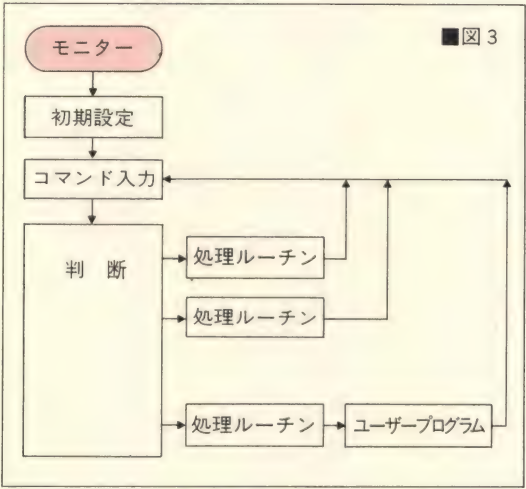 ■図3
モニター
初期設定
コマンド入力
判 断
処理ルーチン
処理ルーチン
処理ルーチン
ユーザープログラム